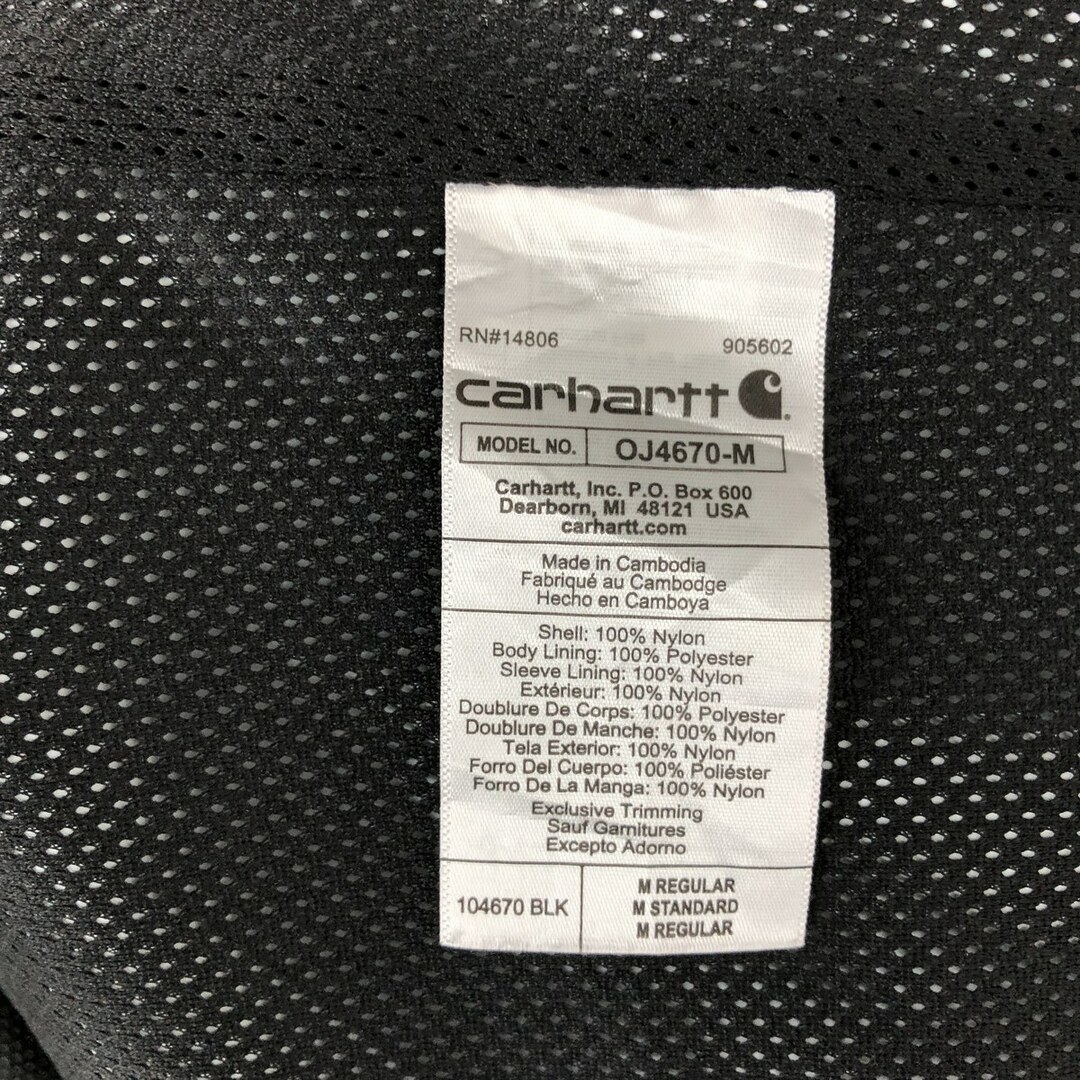 RN#14806 905602
carhartt
MODEL NO. OJ4670-M
Carhartt, Inc. P.O. Box 600
Dearborn, MI 48121 USA
carhartt.com
Made in Cambodia
Fabriqué au Cambodge
Hecho en Camboya
Shell: 100% Nylon
Body Lining: 100% Polyester
Sleeve Lining: 100% Nylon
Extérieur: 100% Nylon
Doublure De Corps: 100% Polyester
Doublure De Manche: 100% Nylon
Tela Exterior: 100% Nylon
Forro Del Cuerpo: 100% Poliéster
Forro De La Manga: 100% Nylon
Exclusive Trimming
Sauf Garnitures
Excepto Adorno
104670 BLK
M REGULAR
M STANDARD
M REGULAR